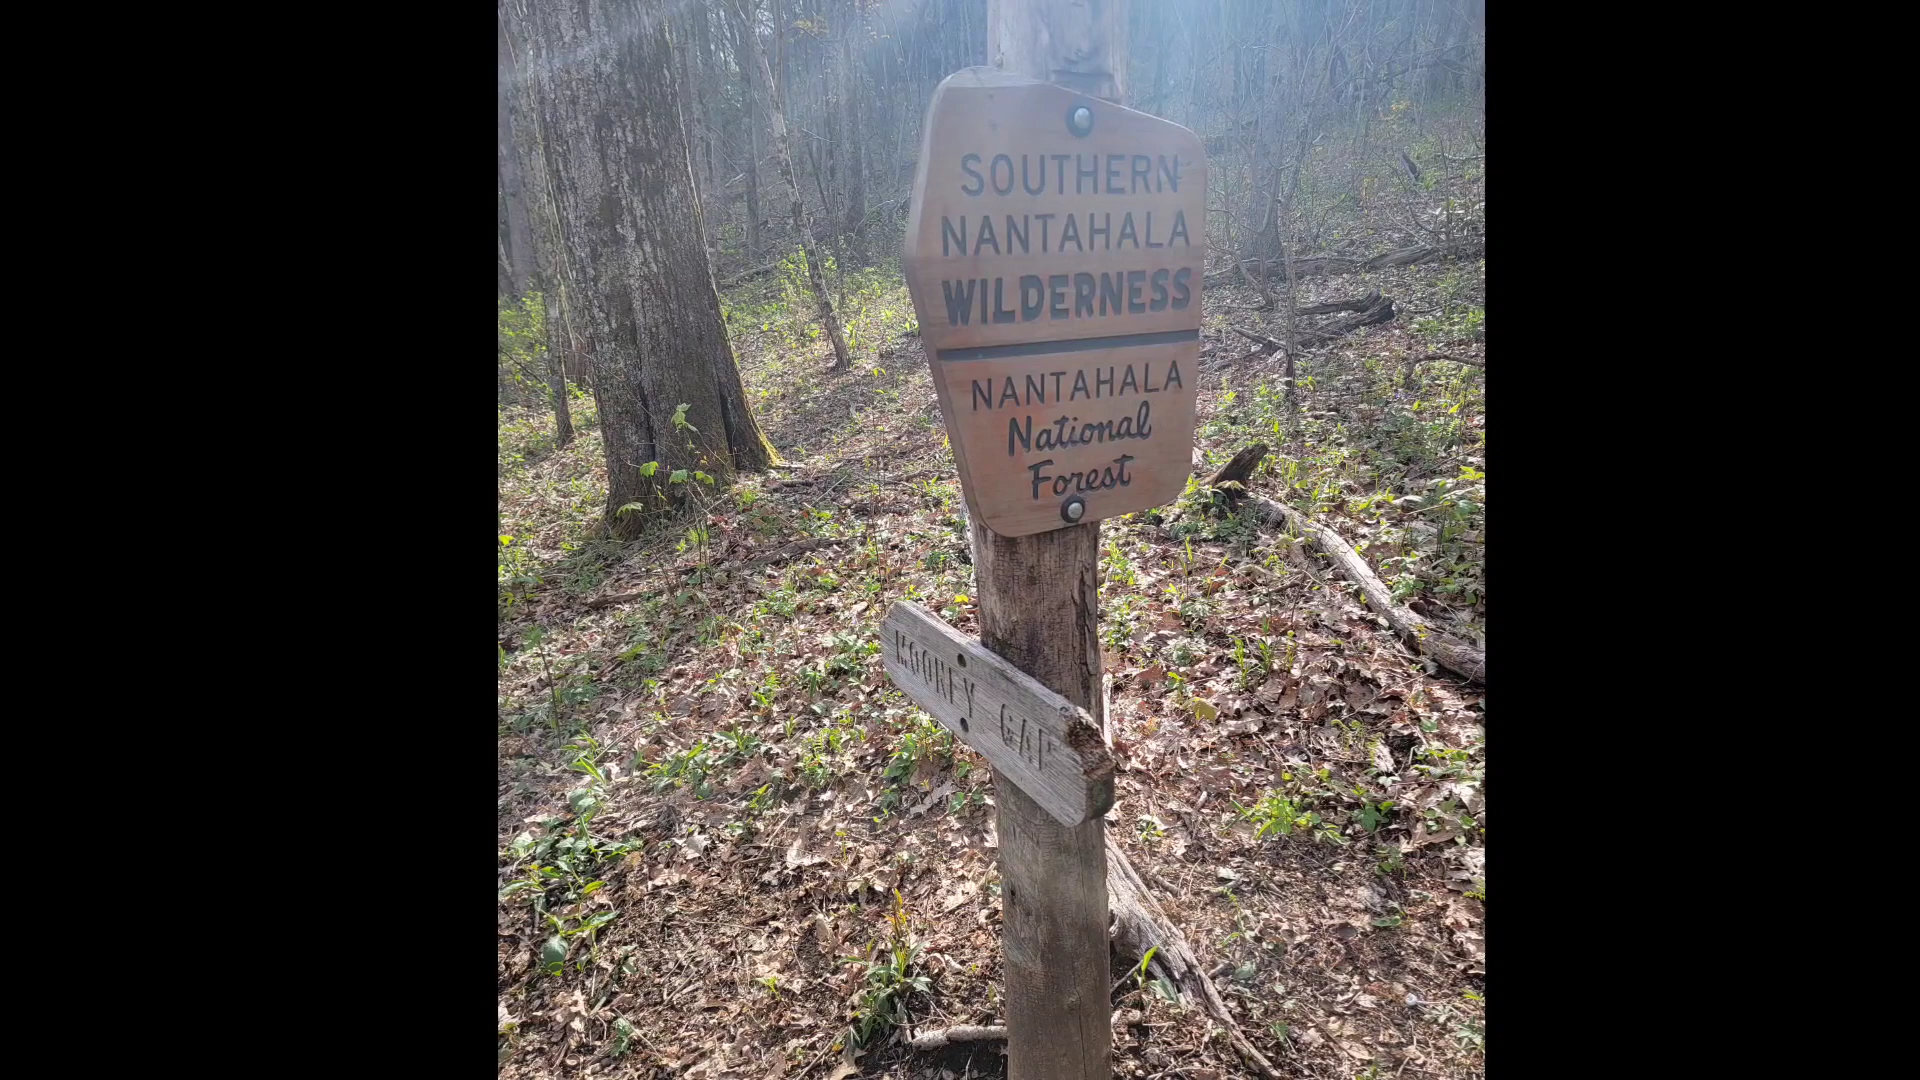 SOUTHERN
NANTAHALA
WILDERNESS
NANTAHALA
National
Forest
MOONEY GAP